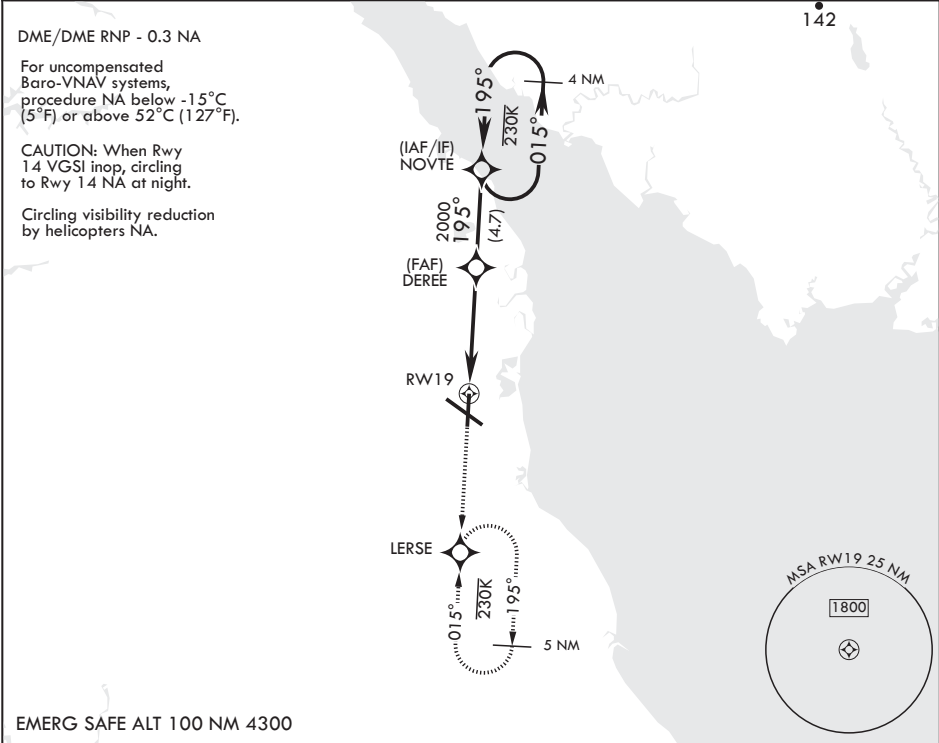 DME/DME RNP - 0.3 NA
For uncompensated
Baro-VNAV systems,
procedure NA below -15°C
(5°F) or above 52°C (127°F).
CAUTION: When Rwy
14 VGSI inop, circling
to Rwy 14 NA at night.
Circling visibility reduction
by helicopters NA.
142
4 NM
195°
230K
015°
(IAF/IF)
NOVTE
2000
195°
(4.7)
(FAF)
DEREE
RW19
LERSE
015°
230K
195°
5 NM
MSA RW19 25 NM
1800
EMERG SAFE ALT 100 NM 4300